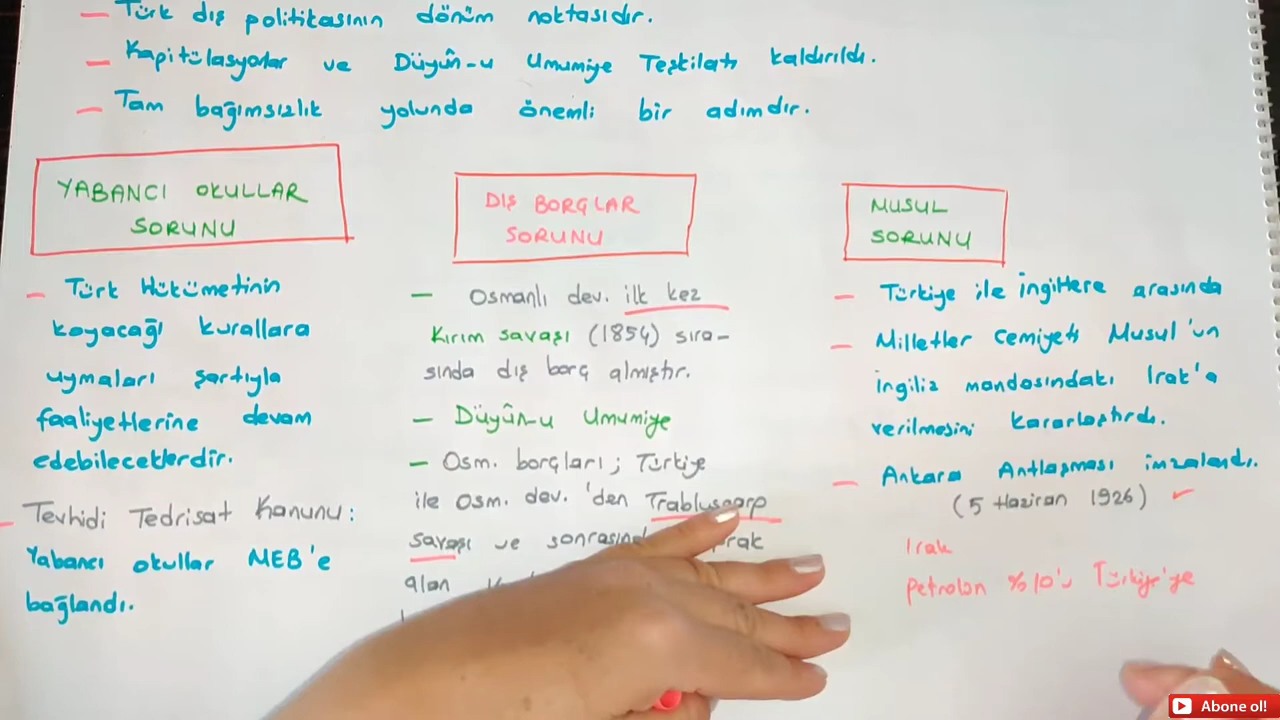 — Türk dış politikasının dönüm noktasıdır.
— Kapitülasyonlar ve Düyûn-u Umumiye Teşkilatı kaldırıldı.
— Tam bağımsızlık yolunda önemli bir adımdır.
YABANCI OKULLAR
SORUNU
— Türk Hükümetinin
koyacağı kurallara
uymaları şartıyla
faaliyetlerine devam
edebileceklerdir.
— Tevhidi Tedrisat Kanunu:
Yabancı okullar MEB'e
bağlandı.
DIŞ BORÇLAR
SORUNU
— Osmanlı dev. ilk kez
Kırım savaşı (1854) sıra-
sında dış borç almıştır.
— Düyûn-u Umumiye
— Osm. borçları; Türkiye
ile Osm. dev.'den Trablusgarp
savaşı ve
alan
MUSUL
SORUNU
— Türkiye ile İngiltere arasında
— Milletler Cemiyeti Musul'un
İngiliz mandasındaki Irak'a
verilmesini kararlaştırdı.
— Ankara Antlaşması imzalandı.
(5 Haziran 1926) ✓
Irak
petrolün %10'u Türkiye'ye
Abone ol!